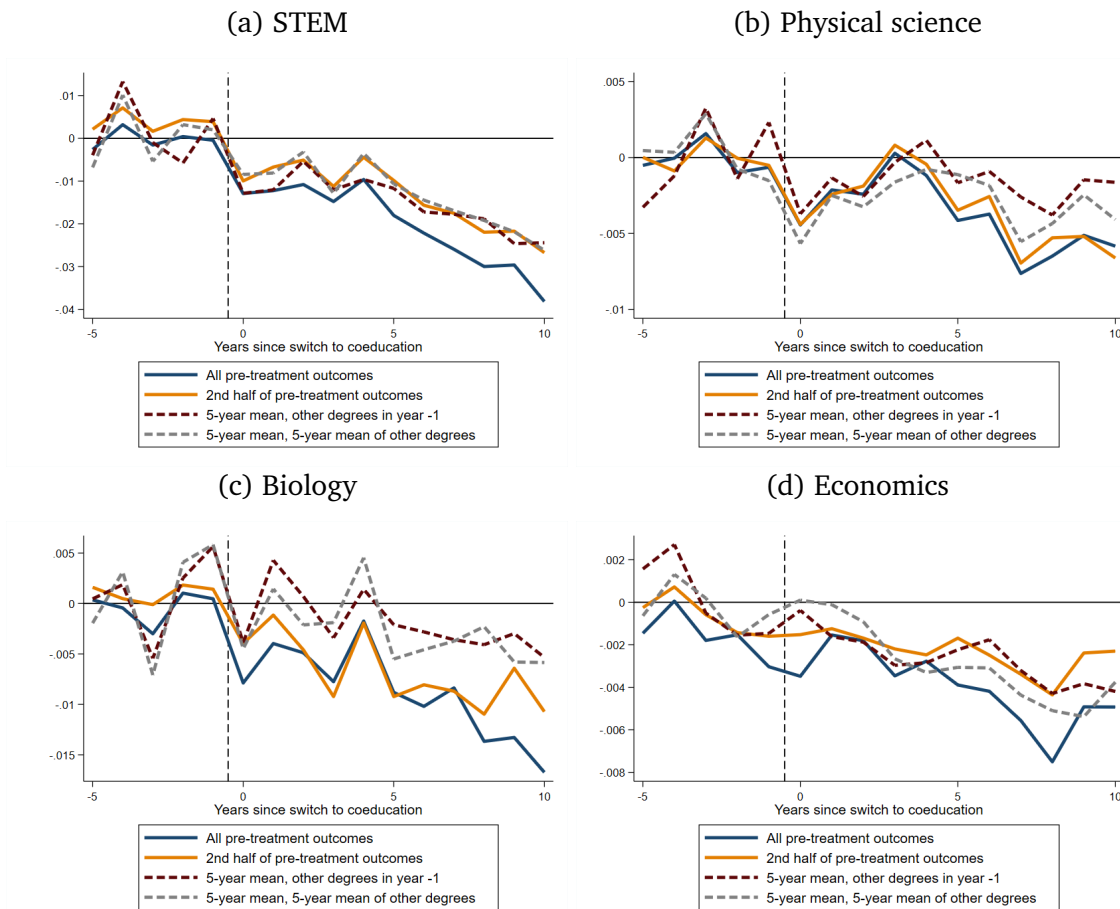 (a) STEM
.01
0
-.01
-.02
-.03
-.04
-5 0 5 10
Years since switch to coeducation
All pre-treatment outcomes
2nd half of pre-treatment outcomes
5-year mean, other degrees in year -1
5-year mean, 5-year mean of other degrees
(b) Physical science
.005
0
-.005
-.01
-5 0 5 10
Years since switch to coeducation
All pre-treatment outcomes
2nd half of pre-treatment outcomes
5-year mean, other degrees in year -1
5-year mean, 5-year mean of other degrees
(c) Biology
.005
0
-.005
-.01
-.015
-5 0 5 10
Years since switch to coeducation
All pre-treatment outcomes
2nd half of pre-treatment outcomes
5-year mean, other degrees in year -1
5-year mean, 5-year mean of other degrees
(d) Economics
.002
0
-.002
-.004
-.006
-.008
-5 0 5 10
Years since switch to coeducation
All pre-treatment outcomes
2nd half of pre-treatment outcomes
5-year mean, other degrees in year -1
5-year mean, 5-year mean of other degrees